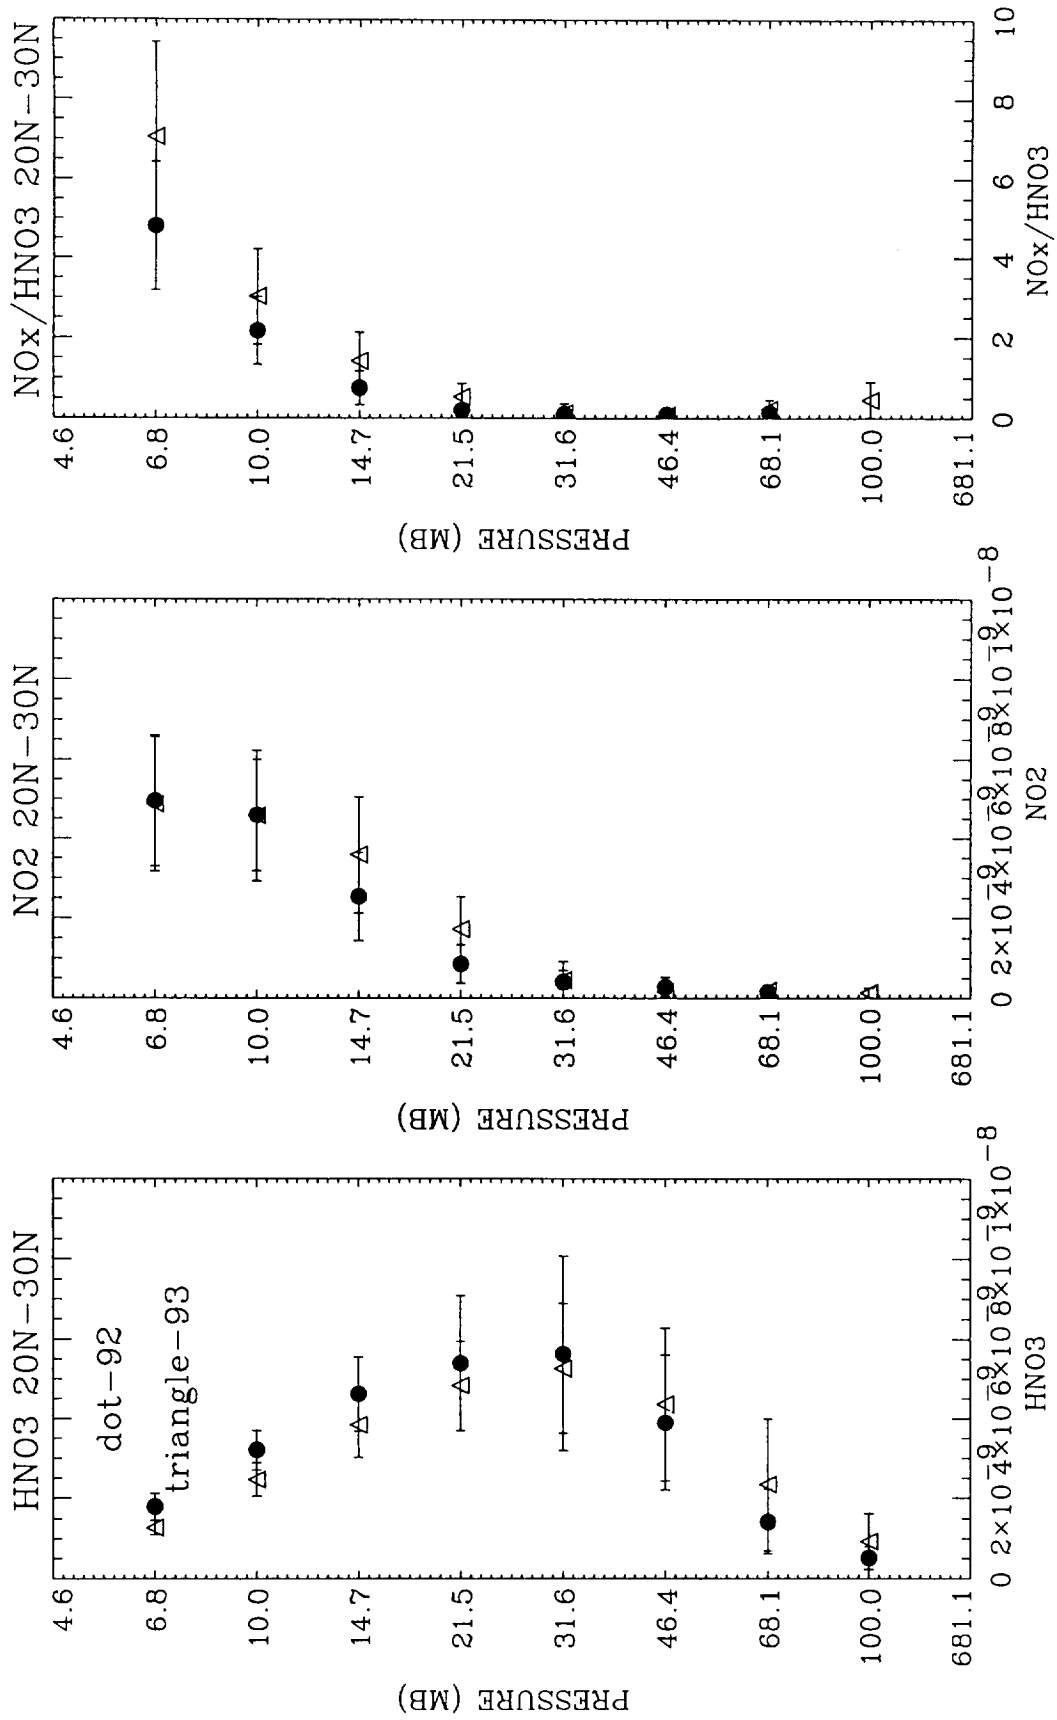 HNO3 20N-30N
dot-92
triangle-93
PRESSURE (MB)
4.6
6.8
10.0
14.7
21.5
31.6
46.4
68.1
100.0
681.1
0 2×10⁻⁹ 4×10⁻⁹ 6×10⁻⁹ 8×10⁻⁹ 1×10⁻⁸
HNO3
NO2 20N-30N
PRESSURE (MB)
4.6
6.8
10.0
14.7
21.5
31.6
46.4
68.1
100.0
681.1
0 2×10⁻⁹ 4×10⁻⁹ 6×10⁻⁹ 8×10⁻⁹ 1×10⁻⁸
NO2
NOx/HNO3 20N-30N
PRESSURE (MB)
4.6
6.8
10.0
14.7
21.5
31.6
46.4
68.1
100.0
681.1
0 2 4 6 8 10
NOx/HNO3